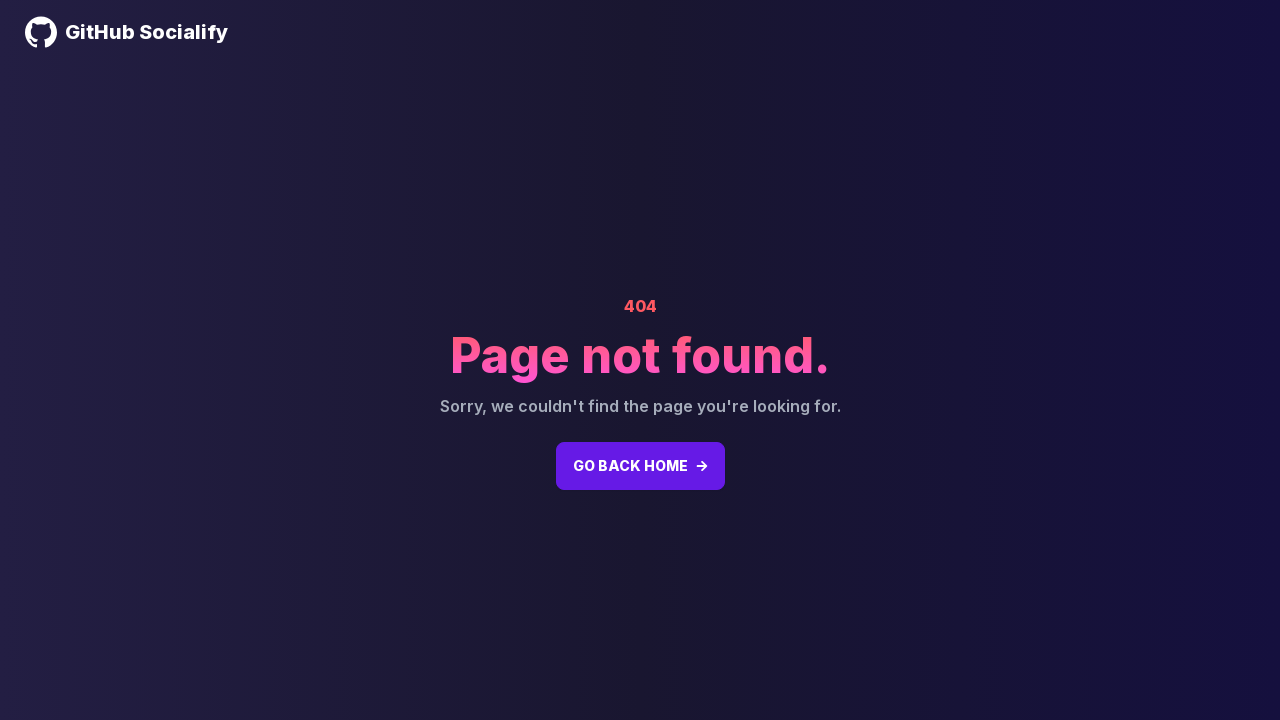 GitHub Socialify
404
Page not found.
Sorry, we couldn't find the page you're looking for.
GO BACK HOME →